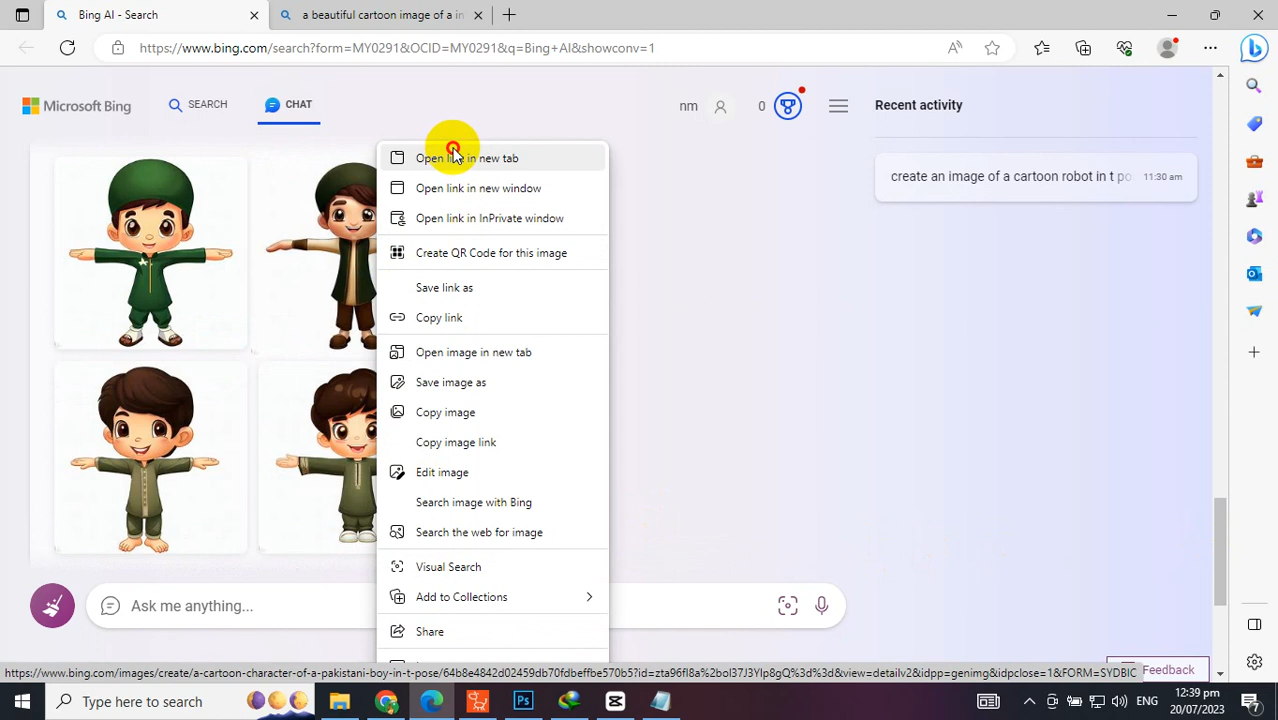 Bing AI - Search
a beautiful cartoon image of a in
https://www.bing.com/search?form=MY0291&OCID=MY0291&q=Bing+AI&showconv=1
Microsoft Bing
SEARCH
CHAT
nm
0
Recent activity
create an image of a cartoon robot in t po
11:30 am
Open link in new tab
Open link in new window
Open link in InPrivate window
Create QR Code for this image
Save link as
Copy link
Open image in new tab
Save image as
Copy image
Copy image link
Edit image
Search image with Bing
Search the web for image
Visual Search
Add to Collections
Share
Ask me anything...
Feedback
https://www.bing.com/images/create/a-cartoon-character-of-a-pakistani-boy-in-t-pose/64b8e4842d02459db70fdbeffbe570b5?id=zta96fl8a%2bol37J3YIp8gQ%3d%3d&view=detailv2&idpp=genimg&idpclose=1&FORM=SYDBIC
Type here to search
Ps
ENG
12:39 pm
20/07/2023
7